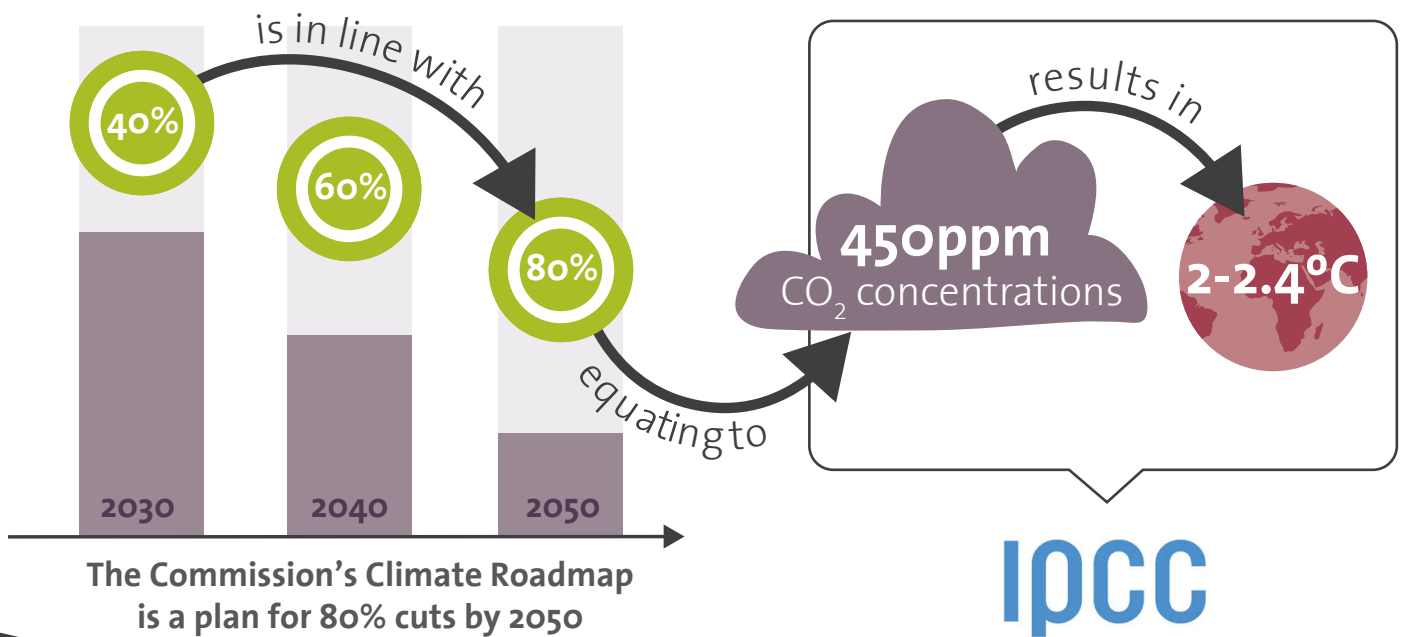 is in line with
40%
60%
80%
2030
2040
2050
equating to
The Commission's Climate Roadmap
is a plan for 80% cuts by 2050
450ppm
CO₂ concentrations
results in
2-2.4°C
ipcc